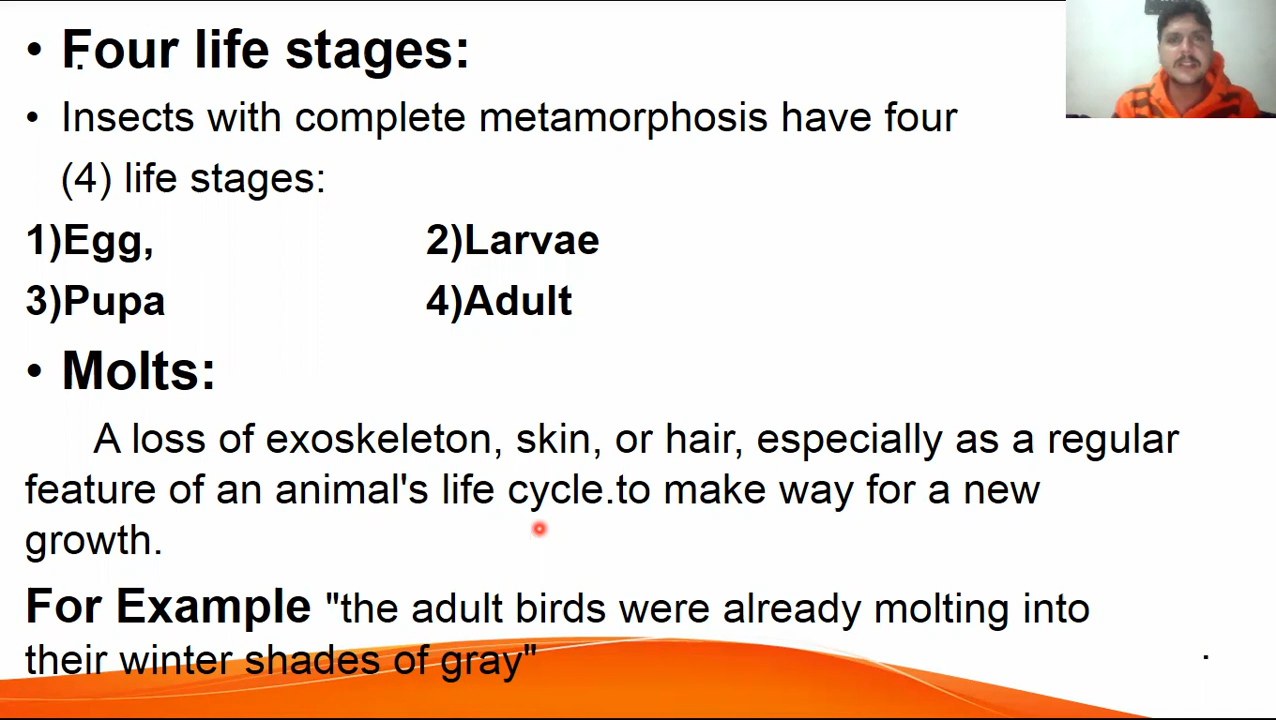 • Four life stages:
• Insects with complete metamorphosis have four
(4) life stages:
1)Egg, 2)Larvae
3)Pupa 4)Adult
• Molts:
A loss of exoskeleton, skin, or hair, especially as a regular
feature of an animal's life cycle.to make way for a new
growth.
For Example "the adult birds were already molting into
their winter shades of gray"